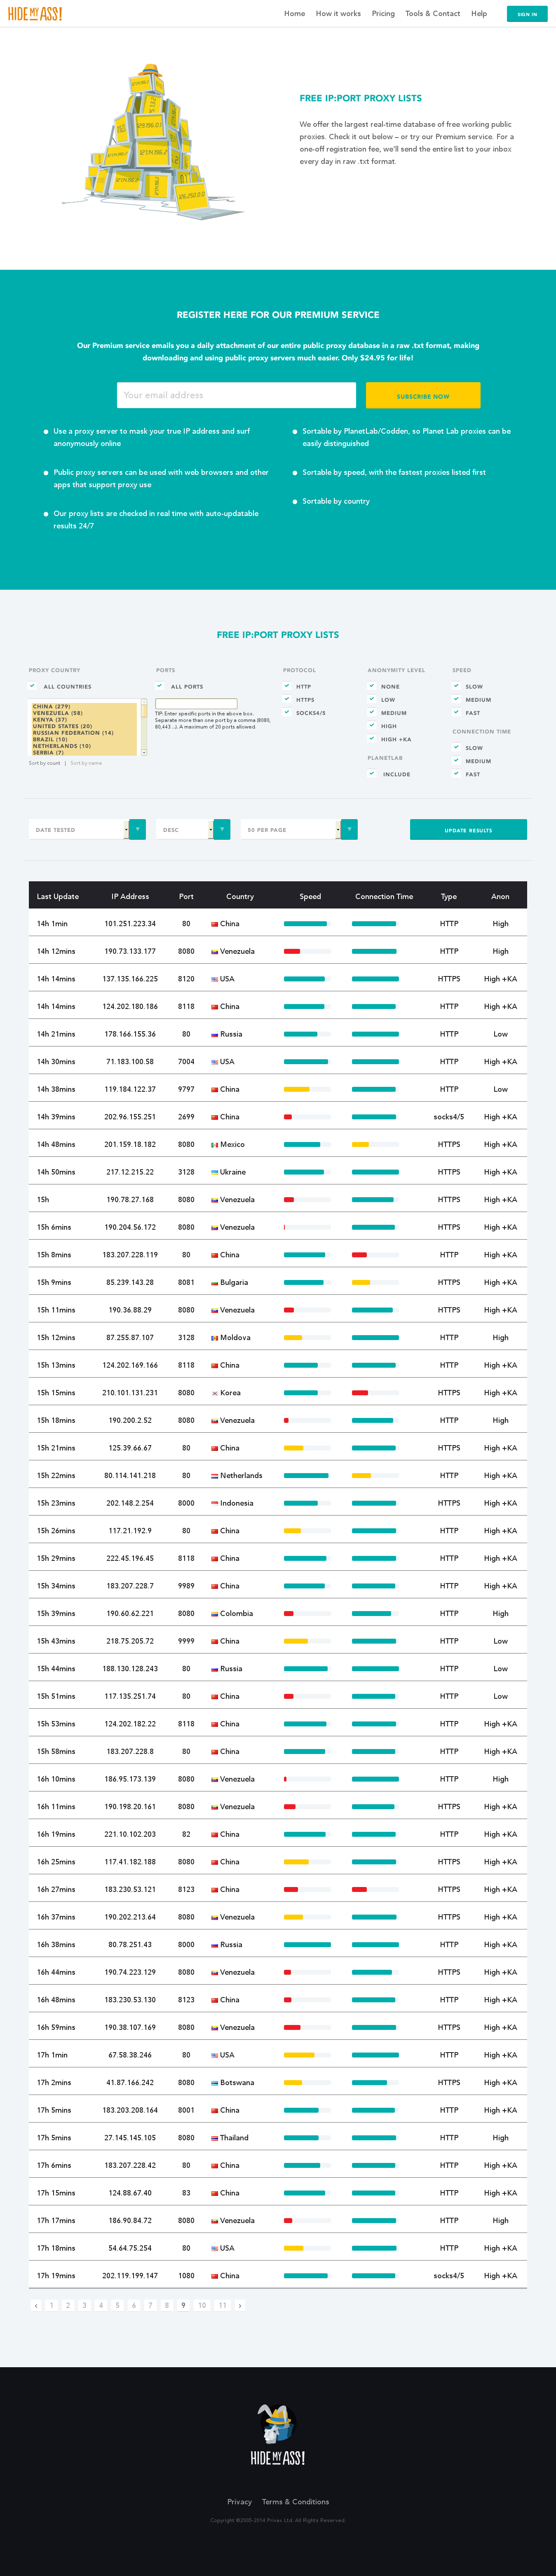 HIDE MY ASS!
Home How it works Pricing Tools & Contact Help SIGN IN
FREE IP:PORT PROXY LISTS
We offer the largest real-time database of free working public
proxies. Check it out below – or try our Premium service. For a
one-off registration fee, we'll send the entire list to your inbox
every day in raw .txt format.
REGISTER HERE FOR OUR PREMIUM SERVICE
Our Premium service emails you a daily attachment of our entire public proxy database in a raw .txt format, making
downloading and using public proxy servers much easier. Only $24.95 for life!
Your email address SUBSCRIBE NOW
Use a proxy server to mask your true IP address and surf
anonymously online
Public proxy servers can be used with web browsers and other
apps that support proxy use
Our proxy lists are checked in real time with auto-updatable
results 24/7
Sortable by PlanetLab/Codden, so Planet Lab proxies can be
easily distinguished
Sortable by speed, with the fastest proxies listed first
Sortable by country
FREE IP:PORT PROXY LISTS
PROXY COUNTRY
ALL COUNTRIES
CHINA (279)
VENEZUELA (58)
KENYA (37)
UNITED STATES (20)
RUSSIAN FEDERATION (14)
BRAZIL (10)
NETHERLANDS (10)
SERBIA (7)
Sort by count | Sort by name
PORTS
ALL PORTS
TIP: Enter specific ports in the above box.
Separate more than one port by a comma (8080,
80,443 ...). A maximum of 20 ports allowed.
PROTOCOL
HTTP
HTTPS
SOCKS4/5
ANONYMITY LEVEL
NONE
LOW
MEDIUM
HIGH
HIGH +KA
PLANETLAB
INCLUDE
SPEED
SLOW
MEDIUM
FAST
CONNECTION TIME
SLOW
MEDIUM
FAST
DATE TESTED DESC 50 PER PAGE UPDATE RESULTS
Last Update IP Address Port Country Speed Connection Time Type Anon
14h 1min 101.251.223.34 80 China HTTP High
14h 12mins 190.73.133.177 8080 Venezuela HTTP High
14h 14mins 137.135.166.225 8120 USA HTTPS High +KA
14h 14mins 124.202.180.186 8118 China HTTP High +KA
14h 21mins 178.166.155.36 80 Russia HTTP Low
14h 30mins 71.183.100.58 7004 USA HTTP High +KA
14h 38mins 119.184.122.37 9797 China HTTP Low
14h 39mins 202.96.155.251 2699 China socks4/5 High +KA
14h 48mins 201.159.18.182 8080 Mexico HTTPS High +KA
14h 50mins 217.12.215.22 3128 Ukraine HTTPS High +KA
15h 190.78.27.168 8080 Venezuela HTTPS High +KA
15h 6mins 190.204.56.172 8080 Venezuela HTTPS High +KA
15h 8mins 183.207.228.119 80 China HTTP High +KA
15h 9mins 85.239.143.28 8081 Bulgaria HTTPS High +KA
15h 11mins 190.36.88.29 8080 Venezuela HTTPS High +KA
15h 12mins 87.255.87.107 3128 Moldova HTTP High
15h 13mins 124.202.169.166 8118 China HTTP High +KA
15h 15mins 210.101.131.231 8080 Korea HTTPS High +KA
15h 18mins 190.200.2.52 8080 Venezuela HTTP High
15h 21mins 125.39.66.67 80 China HTTPS High +KA
15h 22mins 80.114.141.218 80 Netherlands HTTP High +KA
15h 23mins 202.148.2.254 8000 Indonesia HTTPS High +KA
15h 26mins 117.21.192.9 80 China HTTP High +KA
15h 29mins 222.45.196.45 8118 China HTTP High +KA
15h 34mins 183.207.228.7 9989 China HTTP High +KA
15h 39mins 190.60.62.221 8080 Colombia HTTP High
15h 43mins 218.75.205.72 9999 China HTTP Low
15h 44mins 188.130.128.243 80 Russia HTTP Low
15h 51mins 117.135.251.74 80 China HTTP Low
15h 53mins 124.202.182.22 8118 China HTTP High +KA
15h 58mins 183.207.228.8 80 China HTTP High +KA
16h 10mins 186.95.173.139 8080 Venezuela HTTP High
16h 11mins 190.198.20.161 8080 Venezuela HTTPS High +KA
16h 19mins 221.10.102.203 82 China HTTP High +KA
16h 25mins 117.41.182.188 8080 China HTTPS High +KA
16h 27mins 183.230.53.121 8123 China HTTPS High +KA
16h 37mins 190.202.213.64 8080 Venezuela HTTPS High +KA
16h 38mins 80.78.251.43 8000 Russia HTTP High +KA
16h 44mins 190.74.223.129 8080 Venezuela HTTPS High +KA
16h 48mins 183.230.53.130 8123 China HTTP High +KA
16h 59mins 190.38.107.169 8080 Venezuela HTTPS High +KA
17h 1min 67.58.38.246 80 USA HTTP High +KA
17h 2mins 41.87.166.242 8080 Botswana HTTPS High +KA
17h 5mins 183.203.208.164 8001 China HTTP High +KA
17h 5mins 27.145.145.105 8080 Thailand HTTP High
17h 6mins 183.207.228.42 80 China HTTP High +KA
17h 15mins 124.88.67.40 83 China HTTP High +KA
17h 17mins 186.90.84.72 8080 Venezuela HTTP High
17h 18mins 54.64.75.254 80 USA HTTP High +KA
17h 19mins 202.119.199.147 1080 China socks4/5 High +KA
‹ 1 2 3 4 5 6 7 8 9 10 11 ›
HIDE MY ASS!
Privacy Terms & Conditions
Copyright ©2005-2014 Privax Ltd. All Rights Reserved.